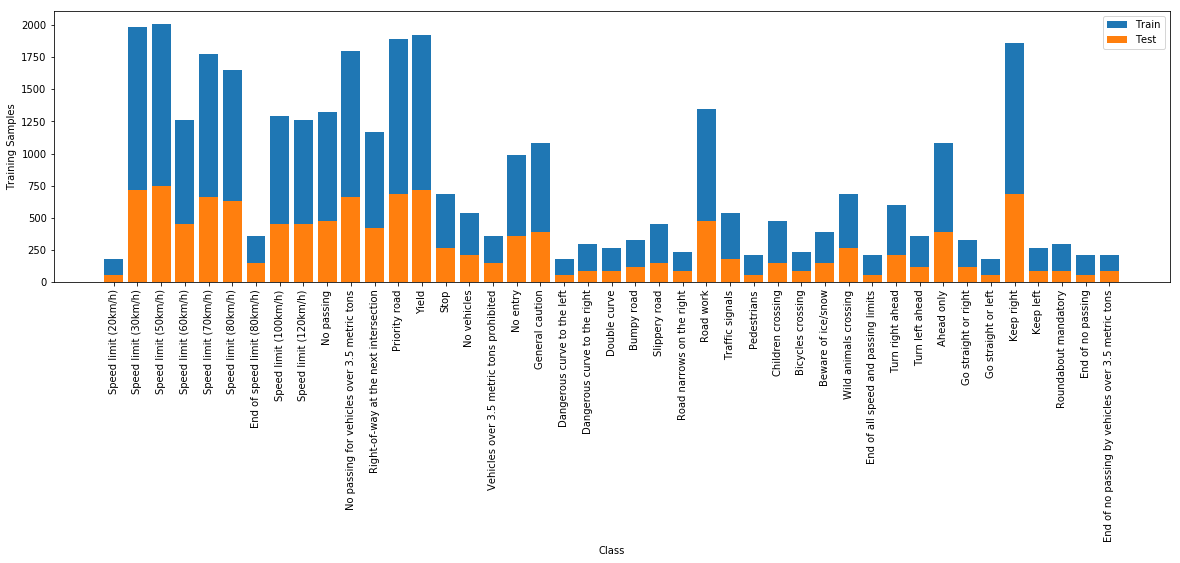 Train
Test
Training Samples
2000
1750
1500
1250
1000
750
500
250
0
Speed limit (20km/h)
Speed limit (30km/h)
Speed limit (50km/h)
Speed limit (60km/h)
Speed limit (70km/h)
Speed limit (80km/h)
End of speed limit (80km/h)
Speed limit (100km/h)
Speed limit (120km/h)
No passing
No passing for vehicles over 3.5 metric tons
Right-of-way at the next intersection
Priority road
Yield
Stop
No vehicles
Vehicles over 3.5 metric tons prohibited
No entry
General caution
Dangerous curve to the left
Dangerous curve to the right
Double curve
Bumpy road
Slippery road
Road narrows on the right
Road work
Traffic signals
Pedestrians
Children crossing
Bicycles crossing
Beware of ice/snow
Wild animals crossing
End of all speed and passing limits
Turn right ahead
Turn left ahead
Ahead only
Go straight or right
Go straight or left
Keep right
Keep left
Roundabout mandatory
End of no passing
End of no passing by vehicles over 3.5 metric tons
Class